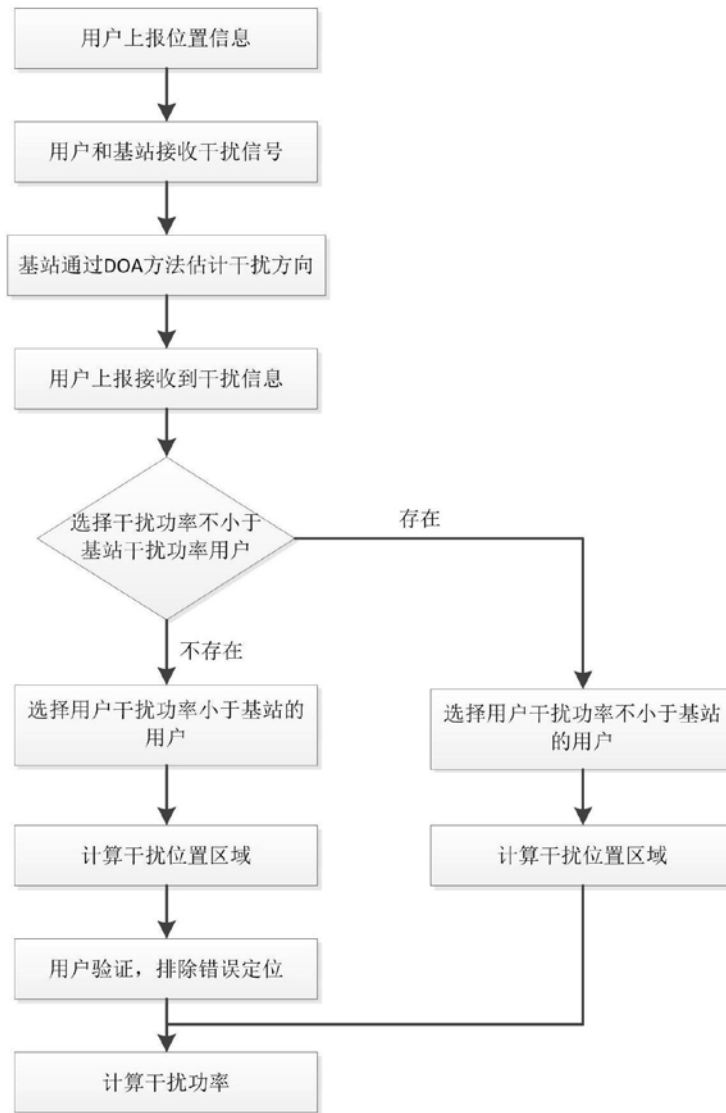 用户上报位置信息
用户和基站接收干扰信号
基站通过DOA方法估计干扰方向
用户上报接收到干扰信息
选择干扰功率不小于
基站干扰功率用户
存在
不存在
选择用户干扰功率小于基站的
用户
选择用户干扰功率不小于基站
的用户
计算干扰位置区域
计算干扰位置区域
用户验证，排除错误定位
计算干扰功率